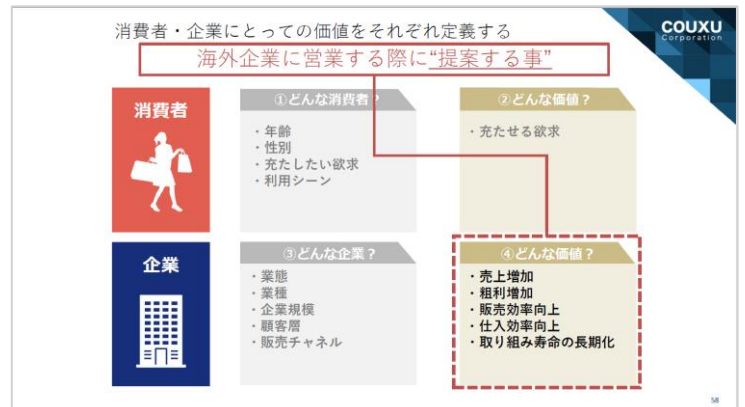 消費者・企業にとっての価値をそれぞれ定義する
COUXU
Corporation
海外企業に営業する際に“提案する事”
消費者
①どんな消費者？
・年齢
・性別
・充たしたい欲求
・利用シーン
②どんな価値？
・充たせる欲求
企業
③どんな企業？
・業態
・業種
・企業規模
・顧客層
・販売チャネル
④どんな価値？
・売上増加
・粗利増加
・販売効率向上
・仕入効率向上
・取り組み寿命の長期化
58